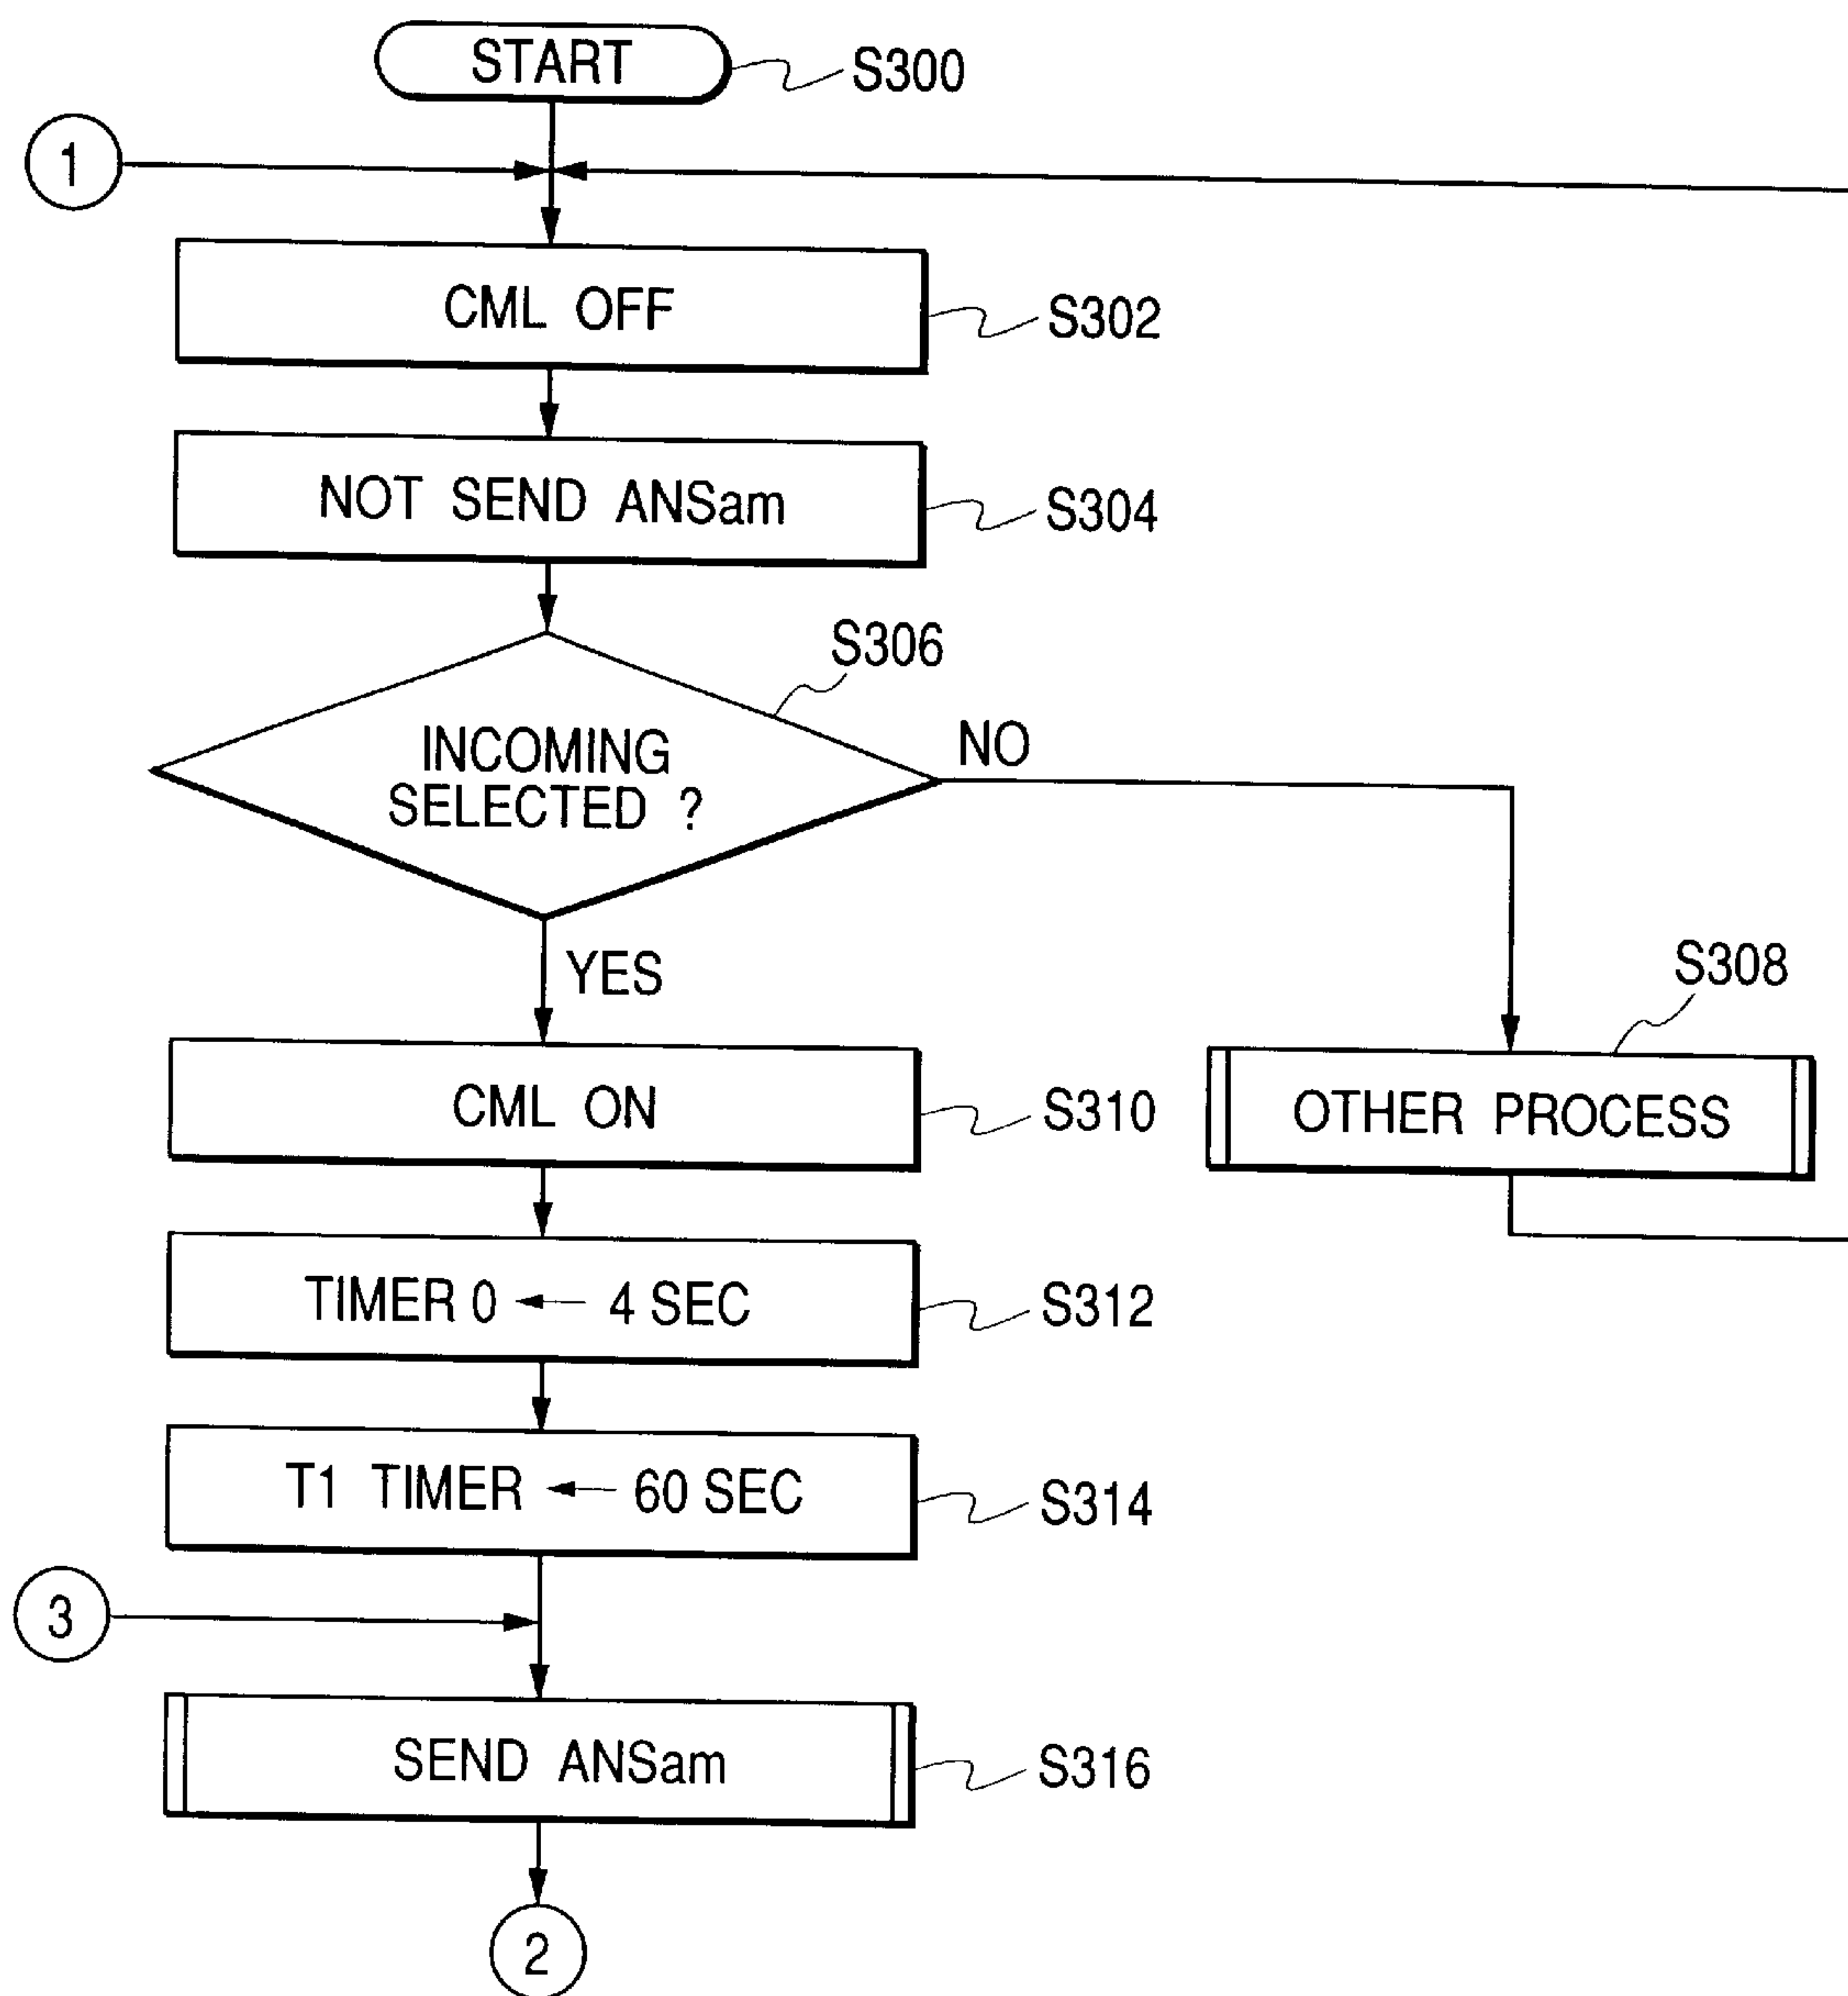 START
S300
1
CML OFF
S302
NOT SEND ANSam
S304
S306
INCOMING
SELECTED ?
NO
YES
S308
CML ON
S310
OTHER PROCESS
TIMER 0 ← 4 SEC
S312
T1 TIMER ← 60 SEC
S314
3
SEND ANSam
S316
2